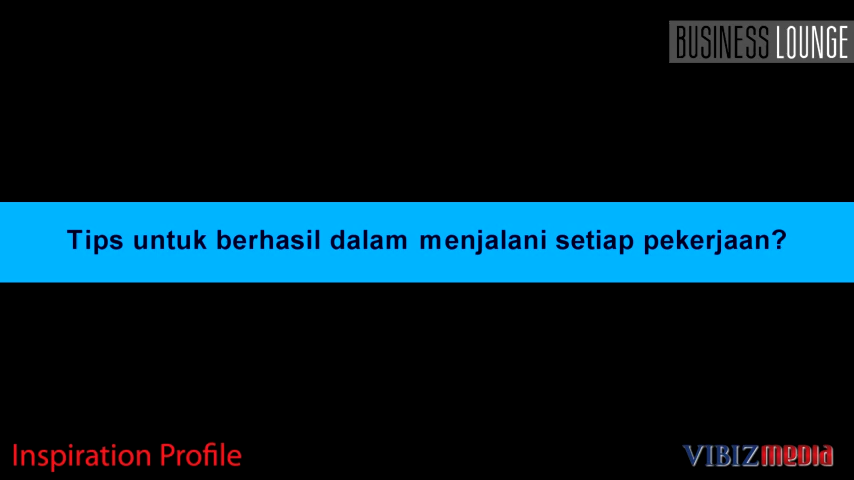 BUSINESS LOUNGE
Tips untuk berhasil dalam menjalani setiap pekerjaan?
Inspiration Profile
VIBIZMEDIA